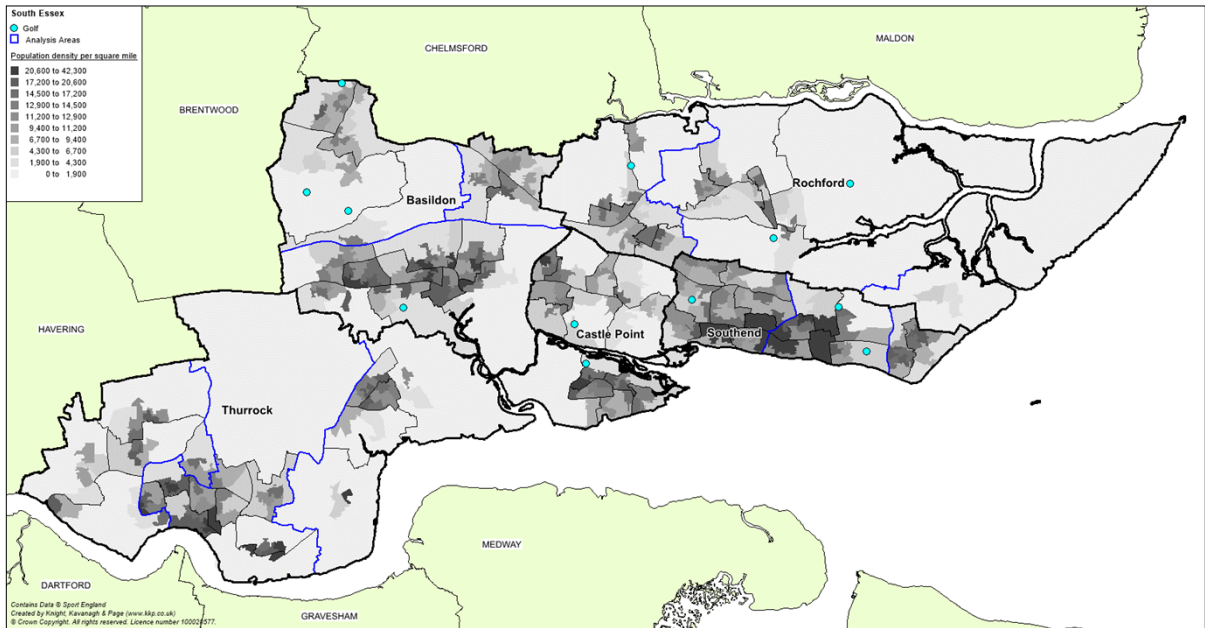 South Essex
Golf
Analysis Areas
Population density per square mile
20,600 to 42,300
17,200 to 20,600
14,500 to 17,200
12,900 to 14,500
11,200 to 12,900
9,400 to 11,200
6,700 to 9,400
4,300 to 6,700
1,900 to 4,300
0 to 1,900
MALDON
CHELMSFORD
BRENTWOOD
Rochford
Basildon
HAVERING
Castle Point
Southend
Thurrock
MEDWAY
DARTFORD
GRAVESHAM
Contains Data © Sport England
Created by Knight, Kavanagh & Page (www.kkp.co.uk)
© Crown Copyright. All rights reserved. Licence number 100020577.